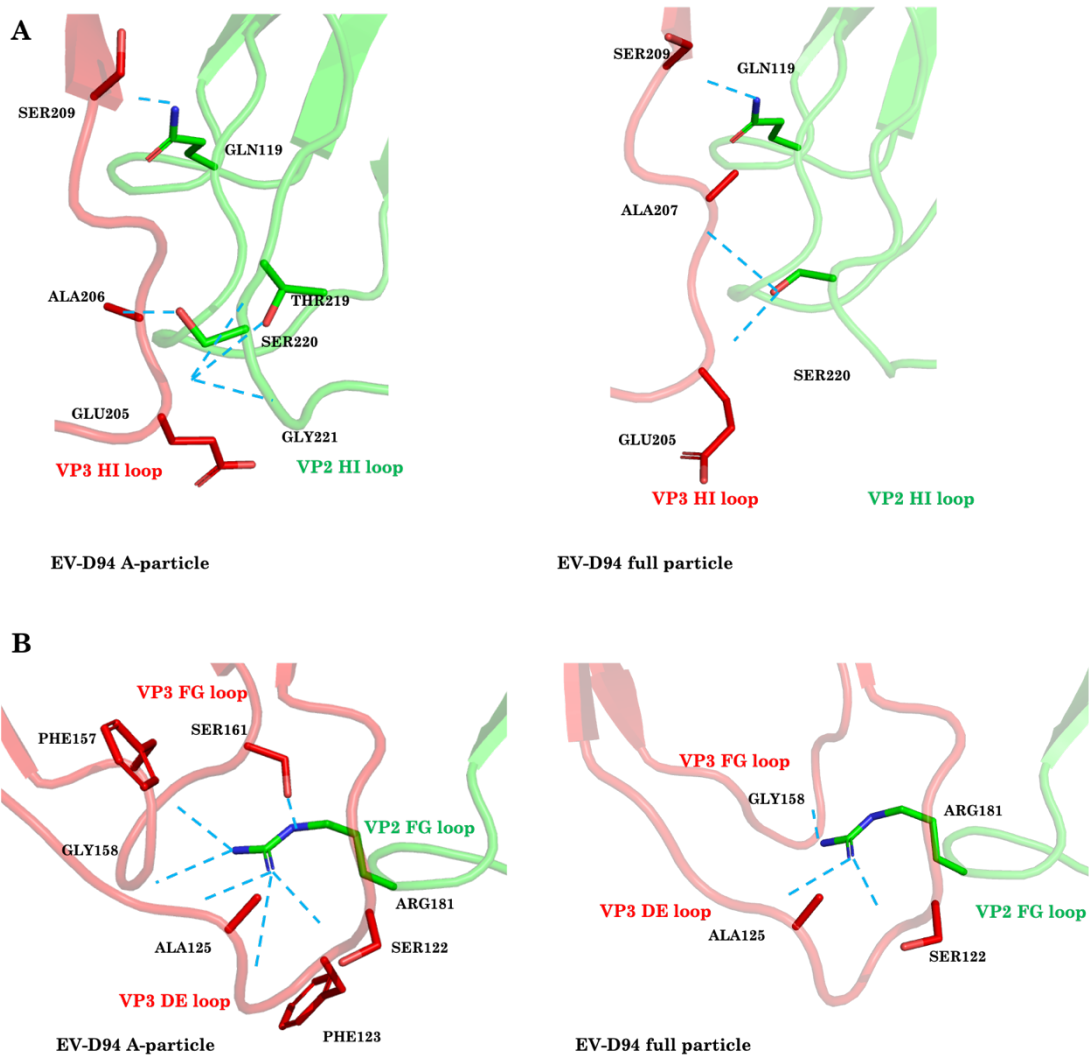 A
SER209
GLN119
ALA206
THR219
SER220
GLU205
GLY221
VP3 HI loop
VP2 HI loop
EV-D94 A-particle
SER209
GLN119
ALA207
SER220
GLU205
VP3 HI loop
VP2 HI loop
EV-D94 full particle
B
VP3 FG loop
SER161
PHE157
VP2 FG loop
GLY158
ARG181
ALA125
SER122
VP3 DE loop
PHE123
EV-D94 A-particle
VP3 FG loop
GLY158
ARG181
VP3 DE loop
VP2 FG loop
ALA125
SER122
EV-D94 full particle